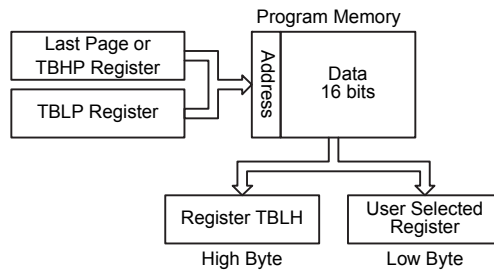 Program Memory
Last Page or
TBHP Register
TBLP Register
Address
Data
16 bits
Register TBLH
User Selected
Register
High Byte
Low Byte